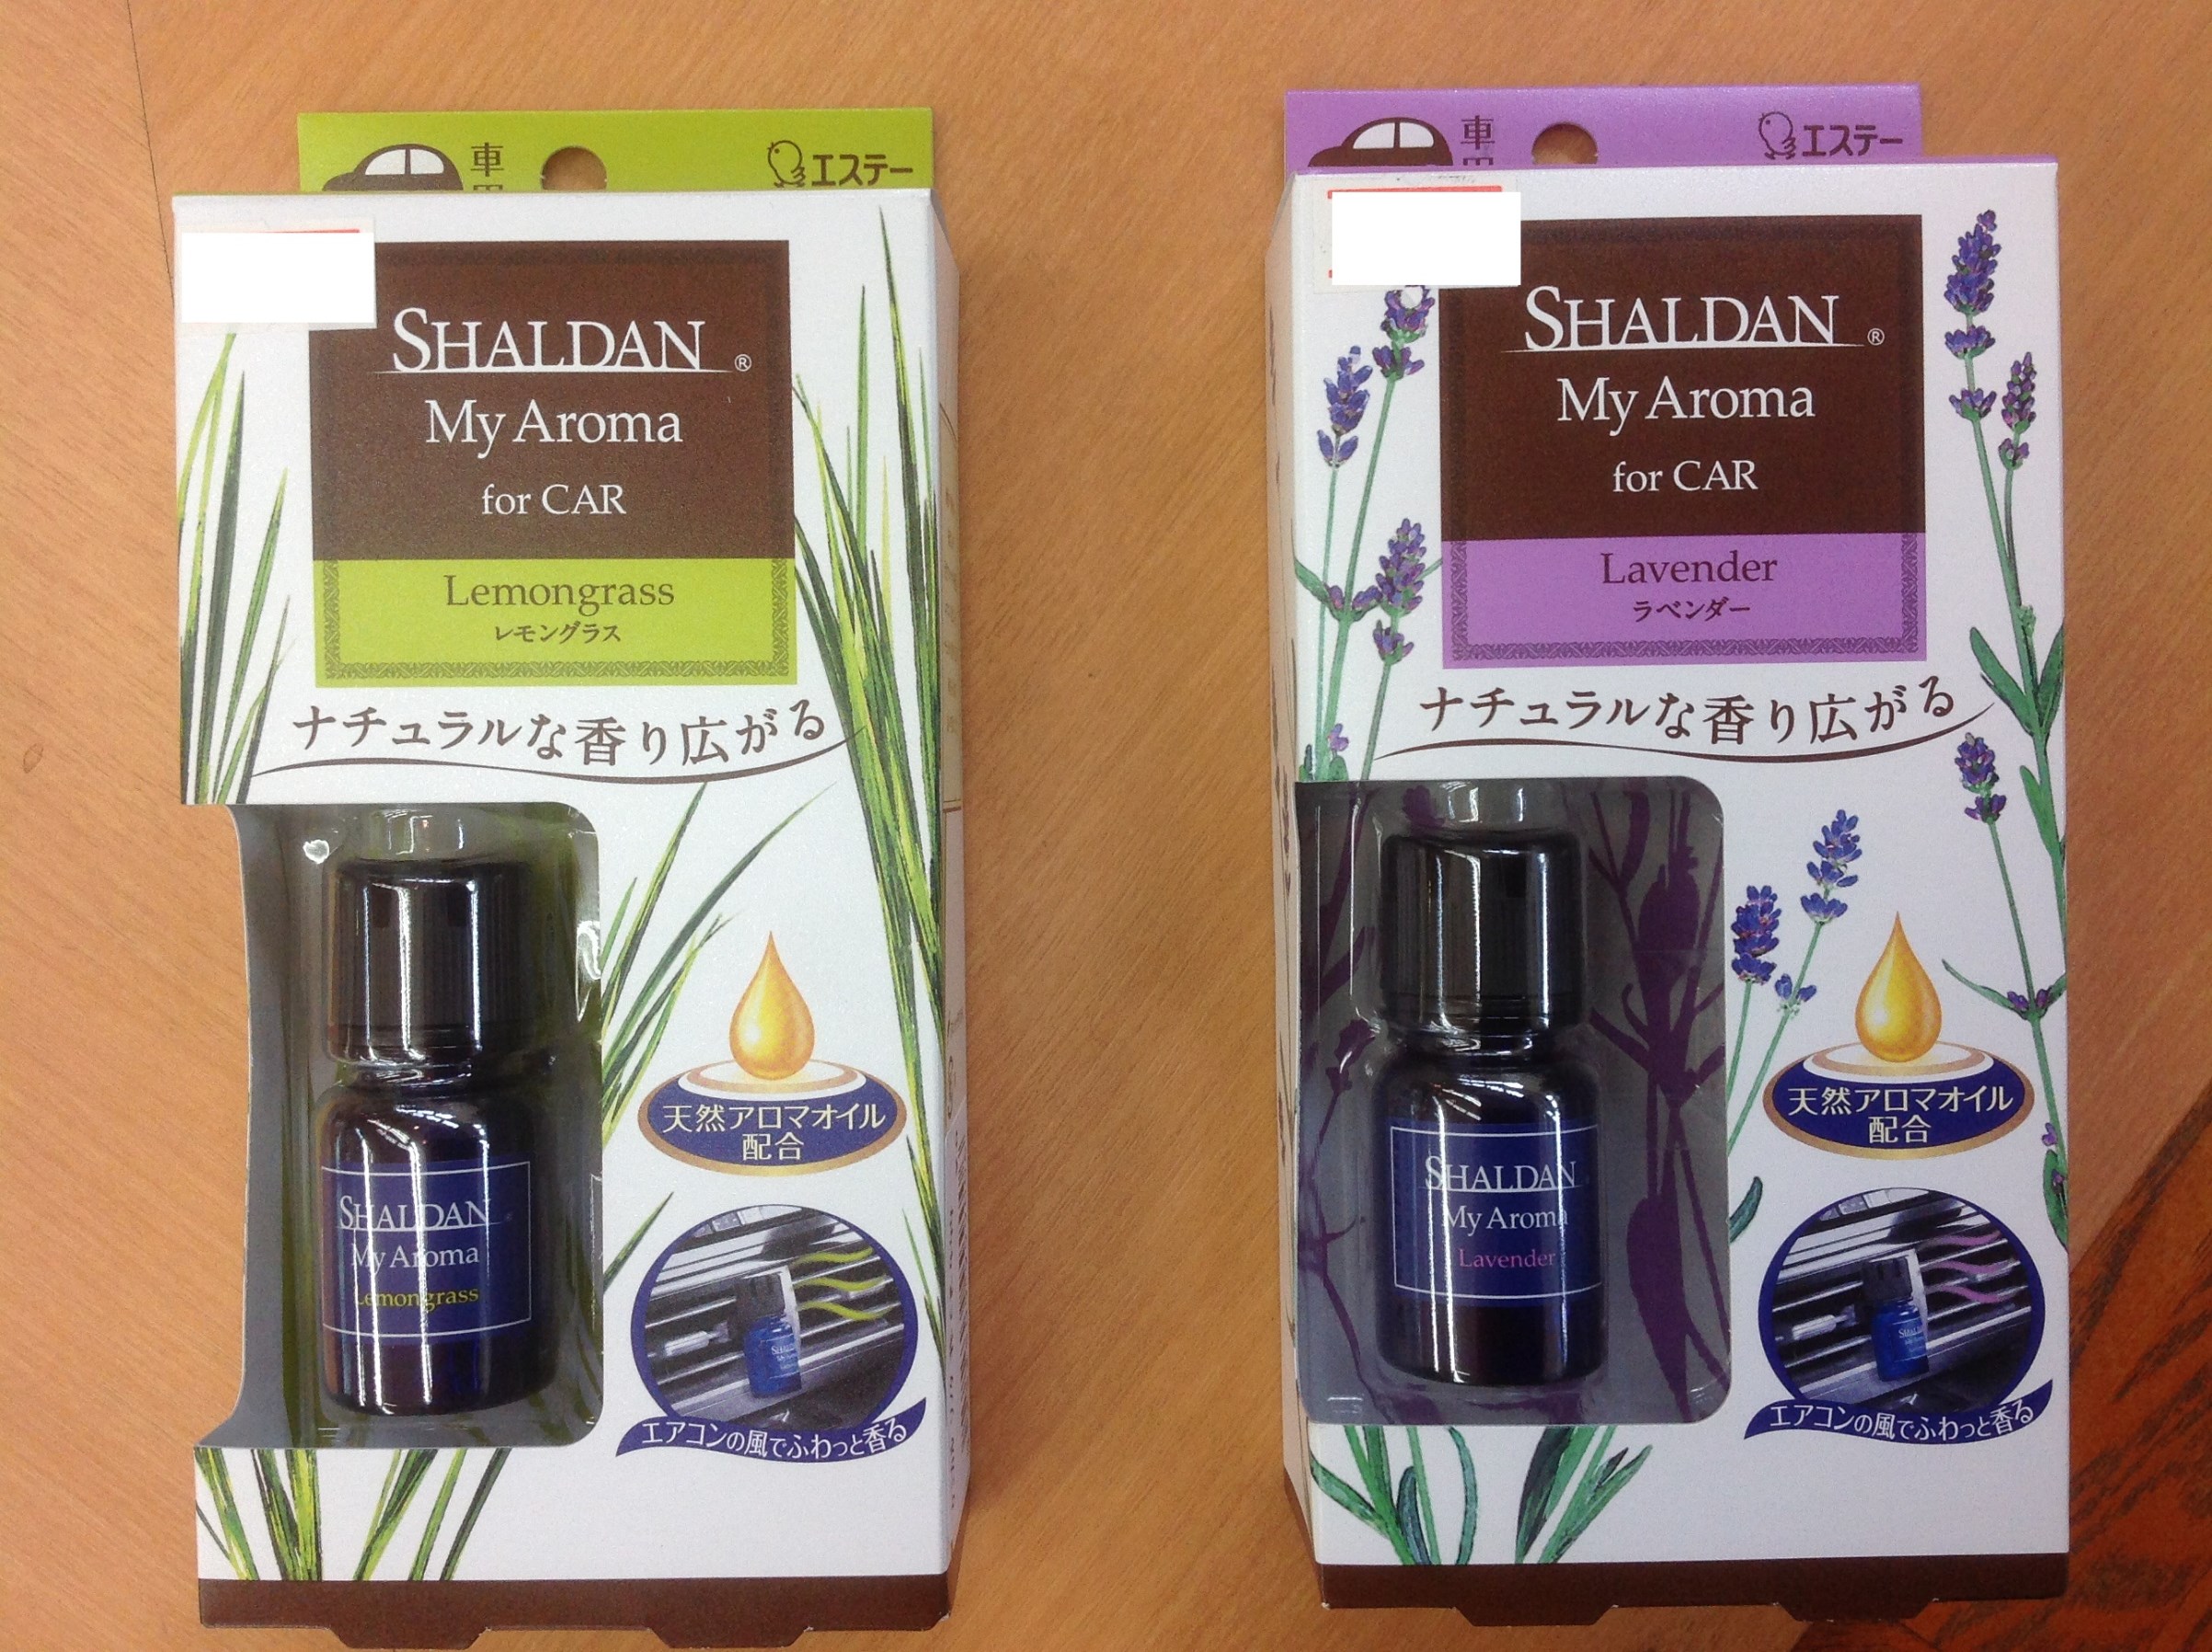 車
エステー
SHALDAN ®
My Aroma
for CAR
Lemongrass
レモングラス
ナチュラルな香り広がる
天然アロマオイル
配合
SHALDAN
My Aroma
Lemongrass
エアコンの風でふわっと香る
車
エステー
SHALDAN ®
My Aroma
for CAR
Lavender
ラベンダー
ナチュラルな香り広がる
天然アロマオイル
配合
SHALDAN
My Aroma
Lavender
エアコンの風でふわっと香る